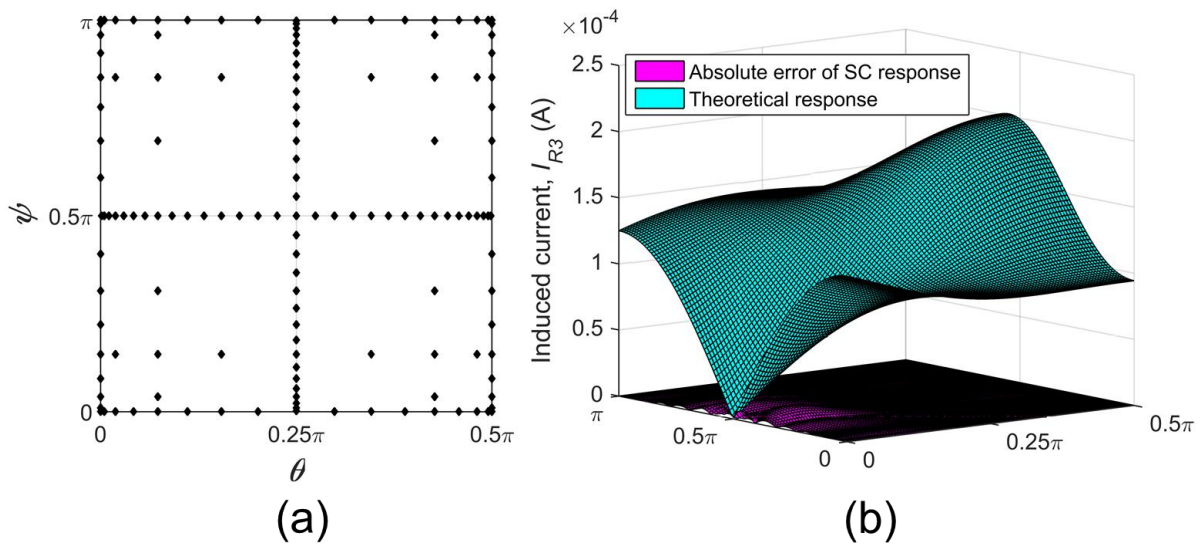 π
0.5π
0
ψ
0
0.25π
0.5π
θ
(a)
×10-4
2.5
2
1.5
1
0.5
0
Induced current, IR3 (A)
Absolute error of SC response
Theoretical response
π
0.5π
0
0
0.25π
0.5π
(b)